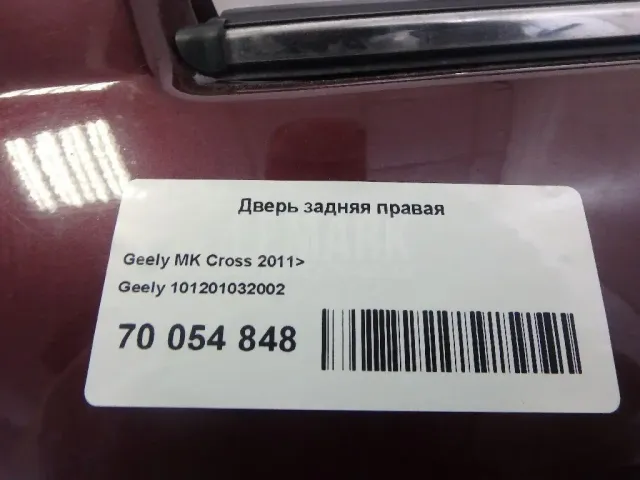 Дверь задняя правая
Geely MK Cross 2011>
Geely 101201032002
70 054 848